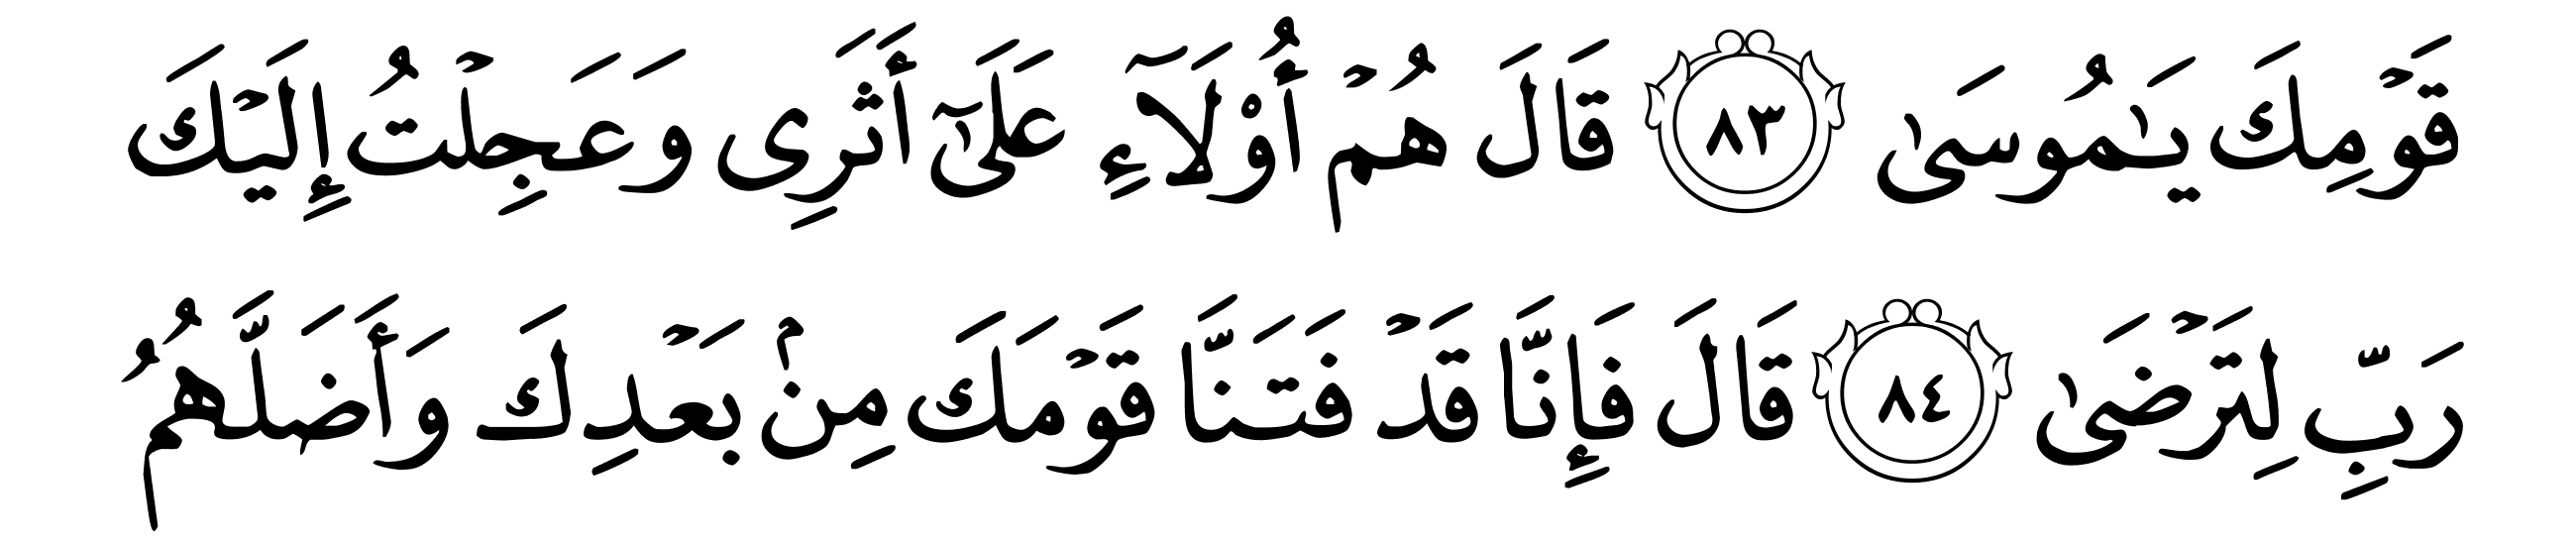 قَوْمِكَ يَـٰمُوسَىٰ ٨٣ قَالَ هُمْ أُوْلَآءِ عَلَىٰٓ أَثَرِى وَعَجِلْتُ إِلَيْكَ
رَبِّ لِتَرْضَىٰ ٨٤ قَالَ فَإِنَّا قَدْ فَتَنَّا قَوْمَكَ مِنۢ بَعْدِكَ وَأَضَلَّهُمُ